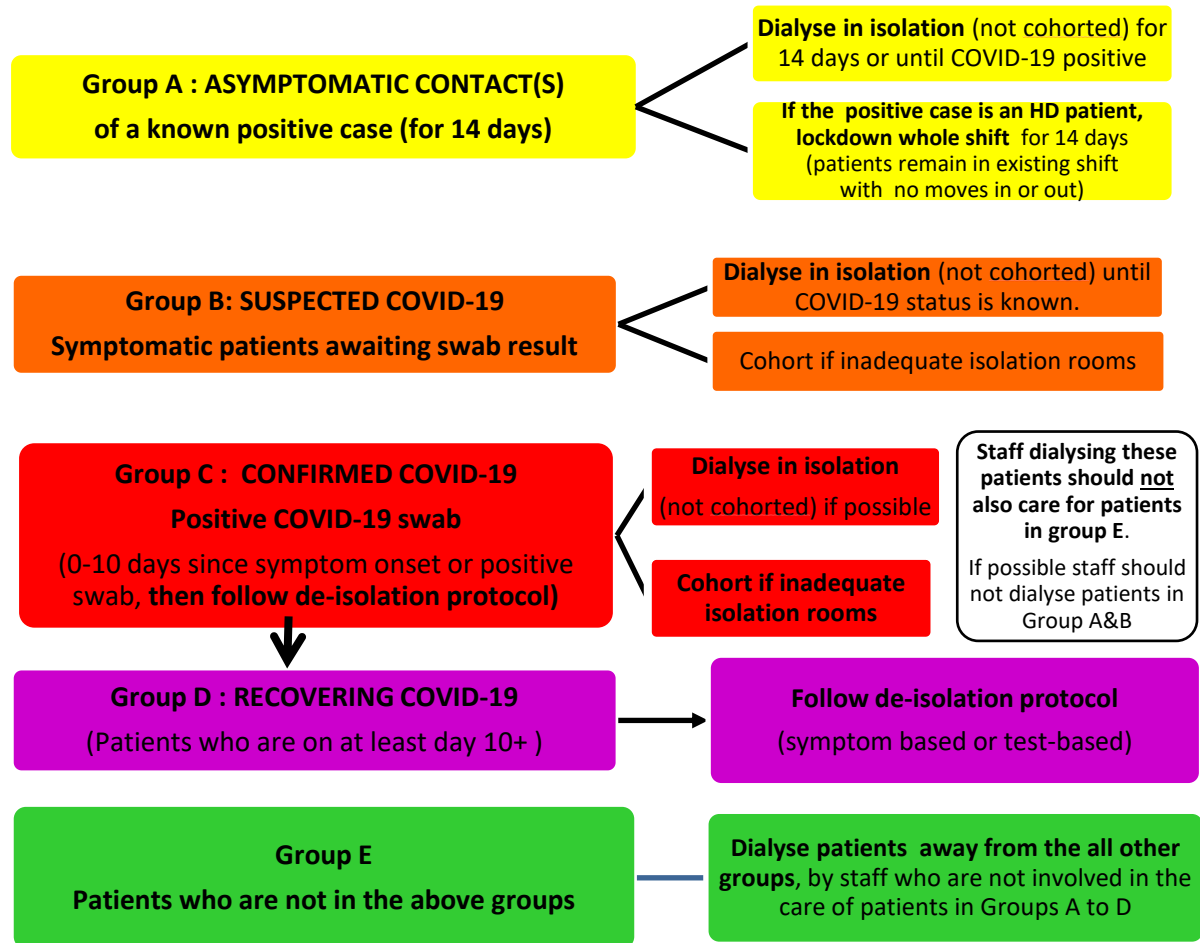 Group A : ASYMPTOMATIC CONTACT(S)
of a known positive case (for 14 days)
Dialyse in isolation (not cohorted) for
14 days or until COVID-19 positive
If the positive case is an HD patient,
lockdown whole shift for 14 days
(patients remain in existing shift
with no moves in or out)
Group B: SUSPECTED COVID-19
Symptomatic patients awaiting swab result
Dialyse in isolation (not cohorted) until
COVID-19 status is known.
Cohort if inadequate isolation rooms
Group C : CONFIRMED COVID-19
Positive COVID-19 swab
(0-10 days since symptom onset or positive
swab, then follow de-isolation protocol)
Dialyse in isolation
(not cohorted) if possible
Cohort if inadequate
isolation rooms
Staff dialysing these
patients should not
also care for patients
in group E.
If possible staff should
not dialyse patients in
Group A&B
Group D : RECOVERING COVID-19
(Patients who are on at least day 10+ )
Follow de-isolation protocol
(symptom based or test-based)
Group E
Patients who are not in the above groups
Dialyse patients away from the all other
groups, by staff who are not involved in the
care of patients in Groups A to D